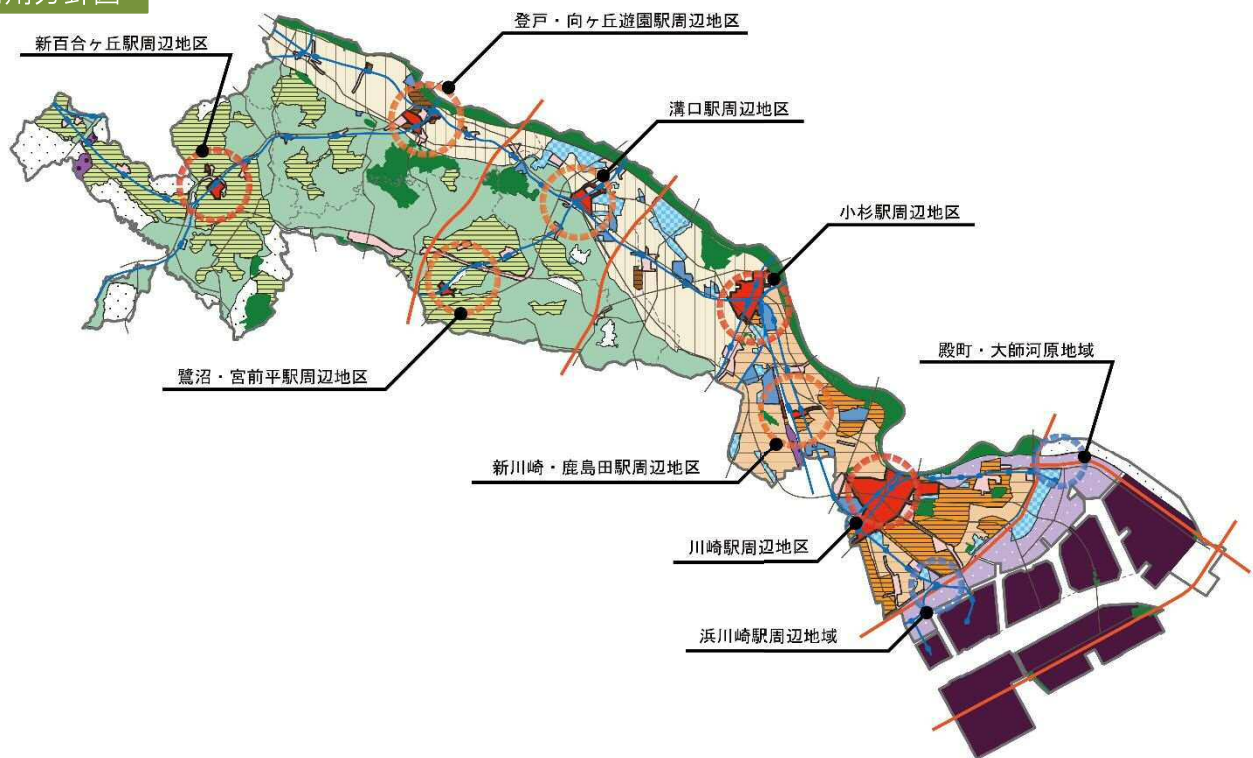 用方針図
登戸・向ヶ丘遊園駅周辺地区
新百合ヶ丘駅周辺地区
溝口駅周辺地区
小杉駅周辺地区
殿町・大師河原地域
鷺沼・宮前平駅周辺地区
新川崎・鹿島田駅周辺地区
川崎駅周辺地区
浜川崎駅周辺地域